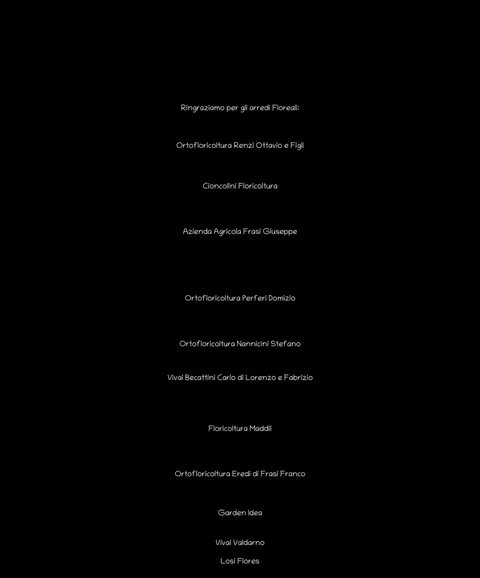 Ringraziamo per gli arredi Floreali:
Ortofloricoltura Renzi Ottavio e Figli
Cioncolini Floricoltura
Azienda Agricola Frasi Giuseppe
Ortofloricoltura Perferi Domizio
Ortofloricoltura Nannicini Stefano
Vivai Becattini Carlo di Lorenzo e Fabrizio
Floricoltura Maddii
Ortofloricoltura Eredi di Frasi Franco
Garden Idea
Vivai Valdarno
Losi Flores